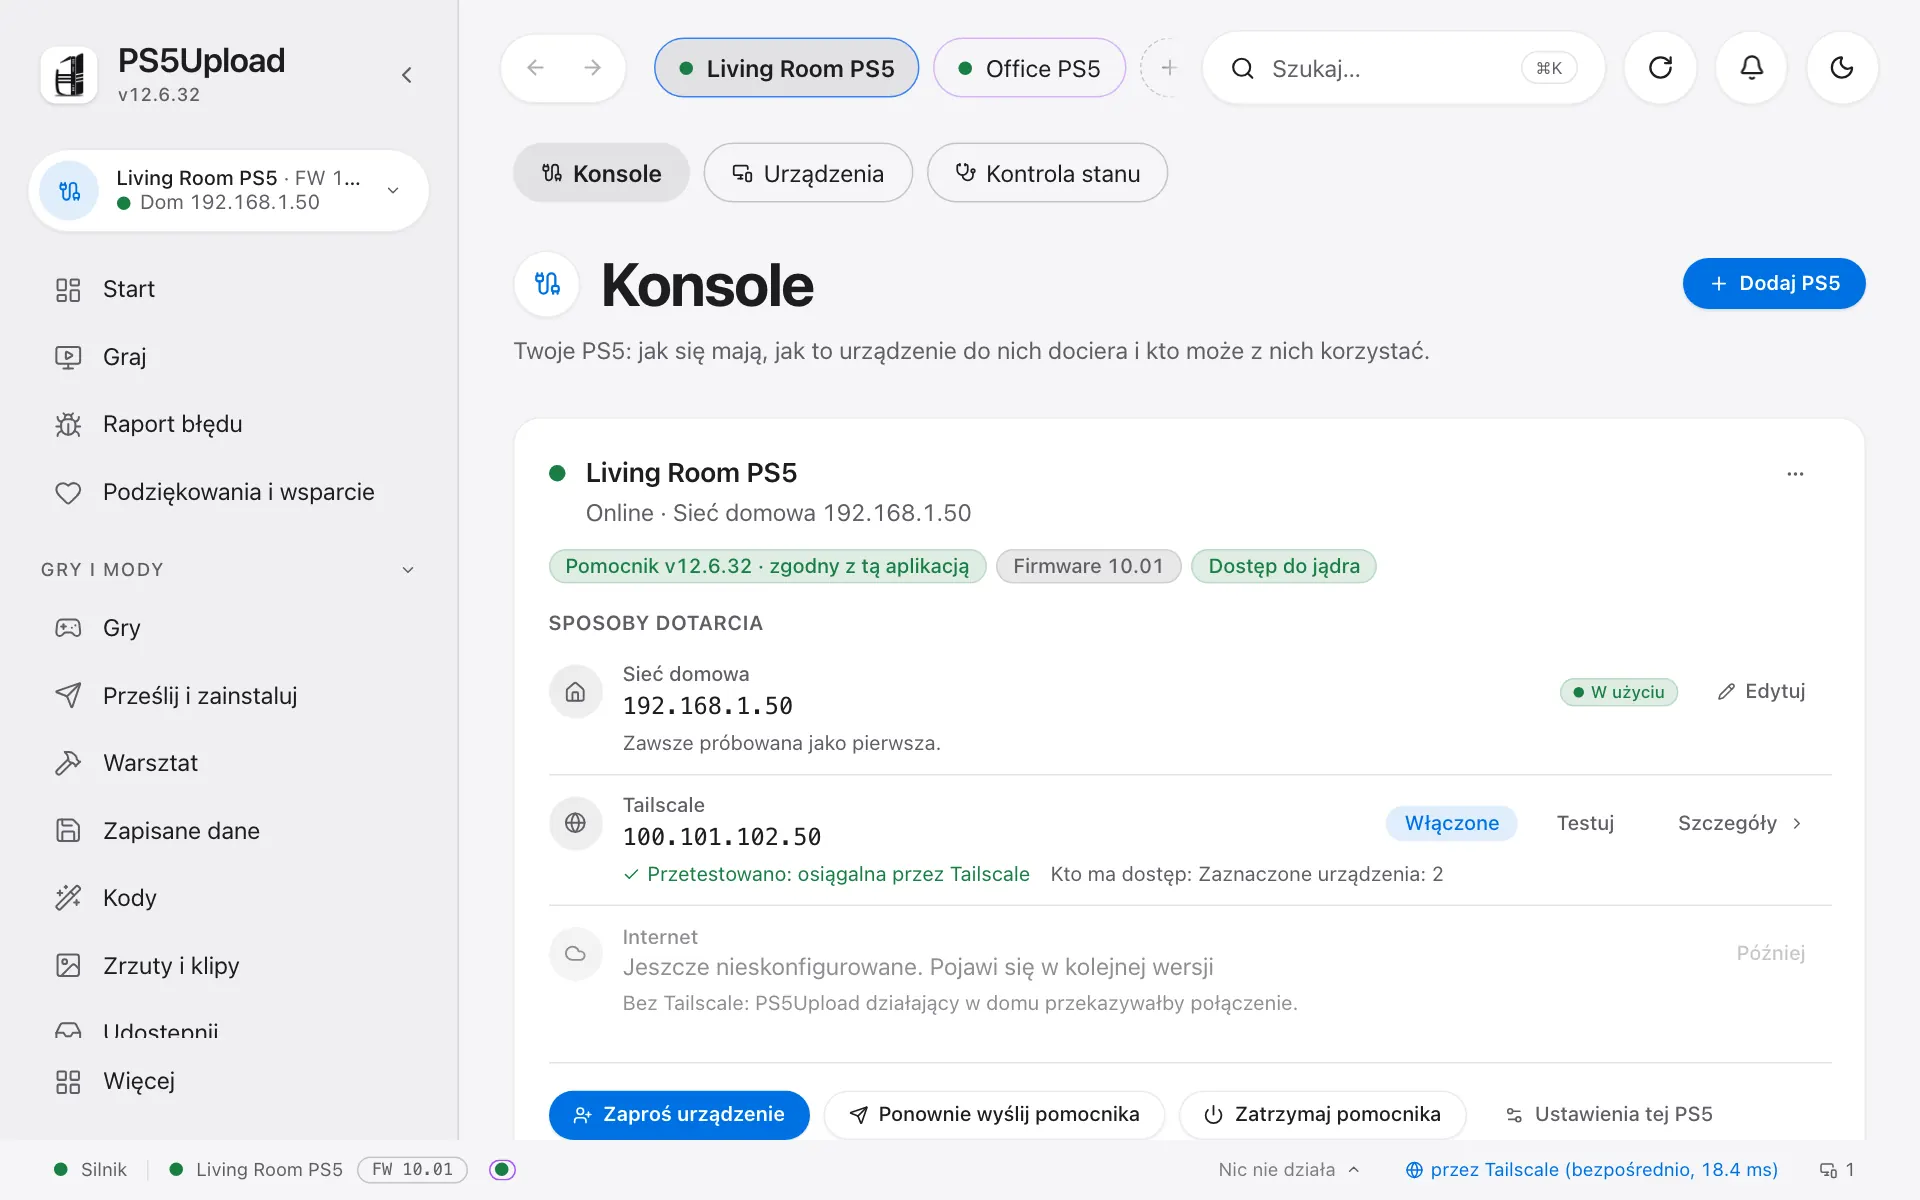 PS5Upload
v12.6.32
Living Room PS5 · FW 1...
Dom 192.168.1.50
Start
Graj
Raport błędu
Podziękowania i wsparcie
GRY I MODY
Gry
Prześlij i zainstaluj
Warsztat
Zapisane dane
Kody
Zrzuty i klipy
Udostępnij
Więcej
Living Room PS5
Office PS5
Szukaj...
⌘K
Konsole
Urządzenia
Kontrola stanu
Konsole
Dodaj PS5
Twoje PS5: jak się mają, jak to urządzenie do nich dociera i kto może z nich korzystać.
Living Room PS5
Online · Sieć domowa 192.168.1.50
Pomocnik v12.6.32 · zgodny z tą aplikacją
Firmware 10.01
Dostęp do jądra
SPOSOBY DOTARCIA
Sieć domowa
192.168.1.50
Zawsze próbowana jako pierwsza.
W użyciu
Edytuj
Tailscale
100.101.102.50
Przetestowano: osiągalna przez Tailscale
Kto ma dostęp: Zaznaczone urządzenia: 2
Włączone
Testuj
Szczegóły
Internet
Jeszcze nieskonfigurowane. Pojawi się w kolejnej wersji
Bez Tailscale: PS5Upload działający w domu przekazywałby połączenie.
Później
Zaproś urządzenie
Ponownie wyślij pomocnika
Zatrzymaj pomocnika
Ustawienia tej PS5
Silnik
Living Room PS5
FW 10.01
Nic nie działa
przez Tailscale (bezpośrednio, 18.4 ms)
1